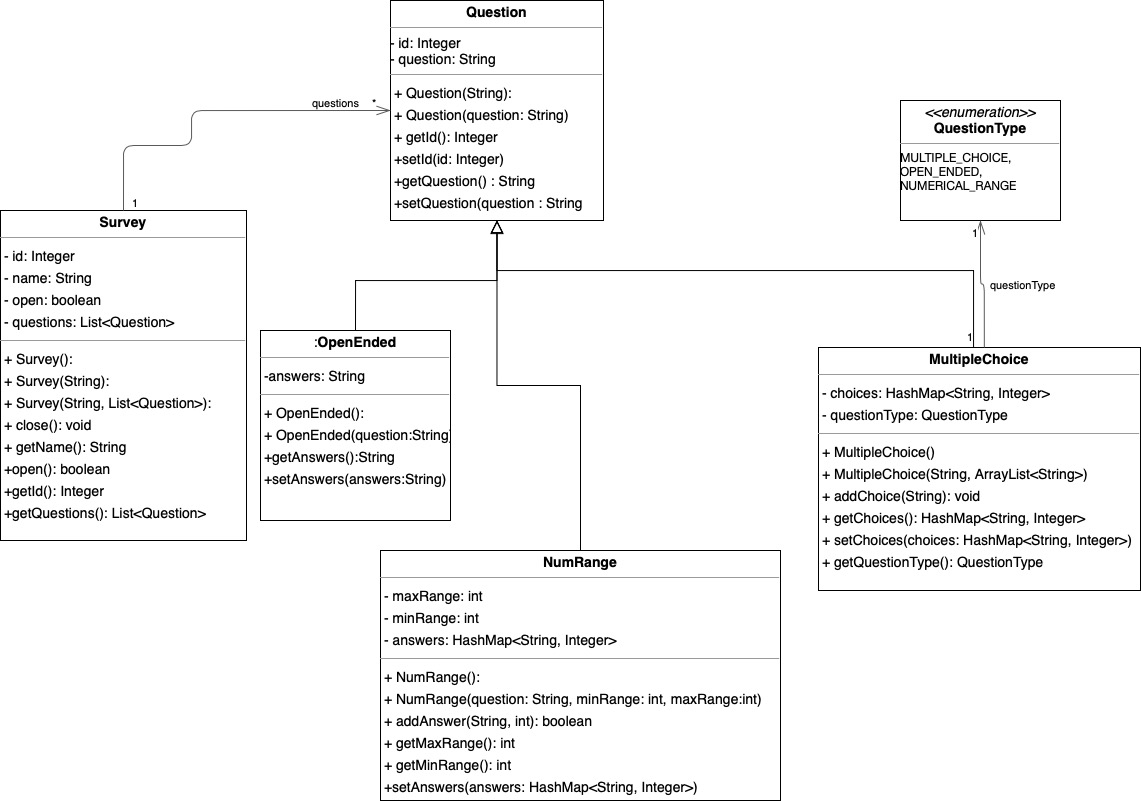 Question
- id: Integer
- question: String
+ Question(String):
+ Question(question: String)
+ getId(): Integer
+setId(id: Integer)
+getQuestion() : String
+setQuestion(question : String
questions
*
1
<<enumeration>>
QuestionType
MULTIPLE_CHOICE,
OPEN_ENDED,
NUMERICAL_RANGE
1
questionType
1
Survey
- id: Integer
- name: String
- open: boolean
- questions: List<Question>
+ Survey():
+ Survey(String):
+ Survey(String, List<Question>):
+ close(): void
+ getName(): String
+open(): boolean
+getId(): Integer
+getQuestions(): List<Question>
:OpenEnded
-answers: String
+ OpenEnded():
+ OpenEnded(question:String)
+getAnswers():String
+setAnswers(answers:String)
MultipleChoice
- choices: HashMap<String, Integer>
- questionType: QuestionType
+ MultipleChoice()
+ MultipleChoice(String, ArrayList<String>)
+ addChoice(String): void
+ getChoices(): HashMap<String, Integer>
+ setChoices(choices: HashMap<String, Integer>)
+ getQuestionType(): QuestionType
NumRange
- maxRange: int
- minRange: int
- answers: HashMap<String, Integer>
+ NumRange():
+ NumRange(question: String, minRange: int, maxRange:int)
+ addAnswer(String, int): boolean
+ getMaxRange(): int
+ getMinRange(): int
+setAnswers(answers: HashMap<String, Integer>)